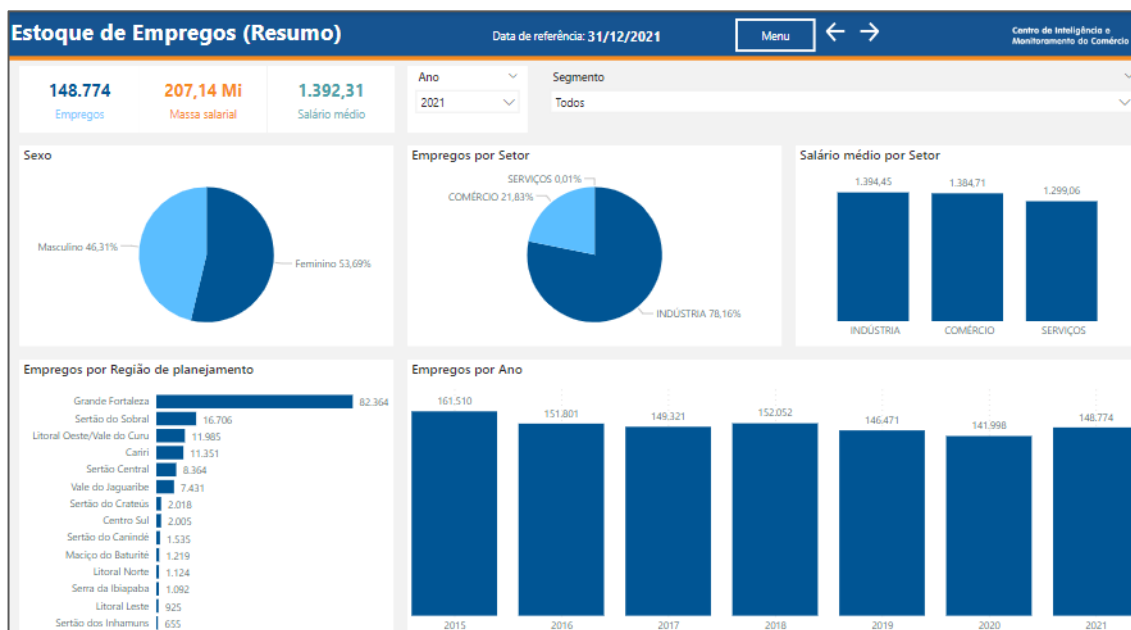 Estoque de Empregos (Resumo)
Data de referência: 31/12/2021
Menu
Centro de Inteligência e
Monitoramento do Comércio
148.774
Empregos
207,14 Mi
Massa salarial
1.392,31
Salário médio
Ano
2021
Segmento
Todos
Sexo
Masculino 46,31%
Feminino 53,69%
Empregos por Setor
SERVIÇOS 0,01%
COMÉRCIO 21,83%
INDÚSTRIA 78,16%
Salário médio por Setor
1.394,45
1.384,71
1.299,06
INDÚSTRIA
COMÉRCIO
SERVIÇOS
Empregos por Região de planejamento
Grande Fortaleza 82.364
Sertão do Sobral 16.706
Litoral Oeste/Vale do Curu 11.985
Cariri 11.351
Sertão Central 8.364
Vale do Jaguaribe 7.431
Sertão do Crateús 2.018
Centro Sul 2.005
Sertão do Canindé 1.535
Maciço do Baturité 1.219
Litoral Norte 1.124
Serra da Ibiapaba 1.092
Litoral Leste 925
Sertão dos Inhamuns 655
Empregos por Ano
161.510
151.801
149.321
152.052
146.471
141.998
148.774
2015
2016
2017
2018
2019
2020
2021